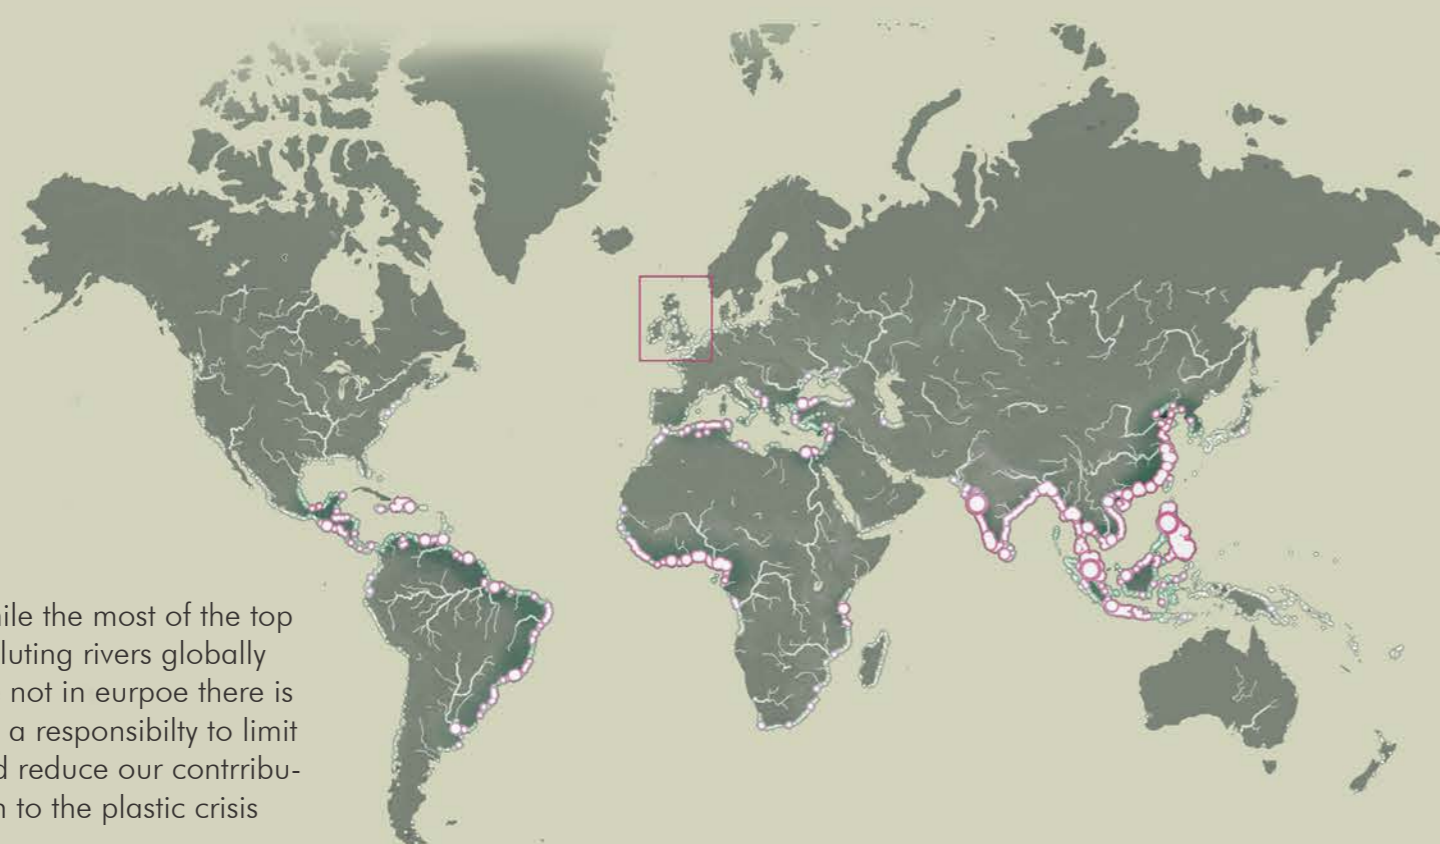 ile the most of the top
luting rivers globally
not in eurpoe there is
a responsibilty to limit
d reduce our contrribu-
n to the plastic crisis